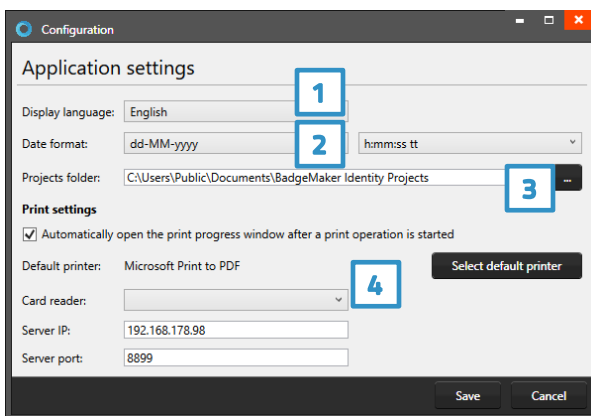 Configuration
Application settings
1
Display language: English
Date format: dd-MM-yyyy 2 h:mm:ss tt
Projects folder: C:\Users\Public\Documents\BadgeMaker Identity Projects 3 ...
Print settings
Automatically open the print progress window after a print operation is started
Default printer: Microsoft Print to PDF Select default printer
4
Card reader:
Server IP: 192.168.178.98
Server port: 8899
Save Cancel